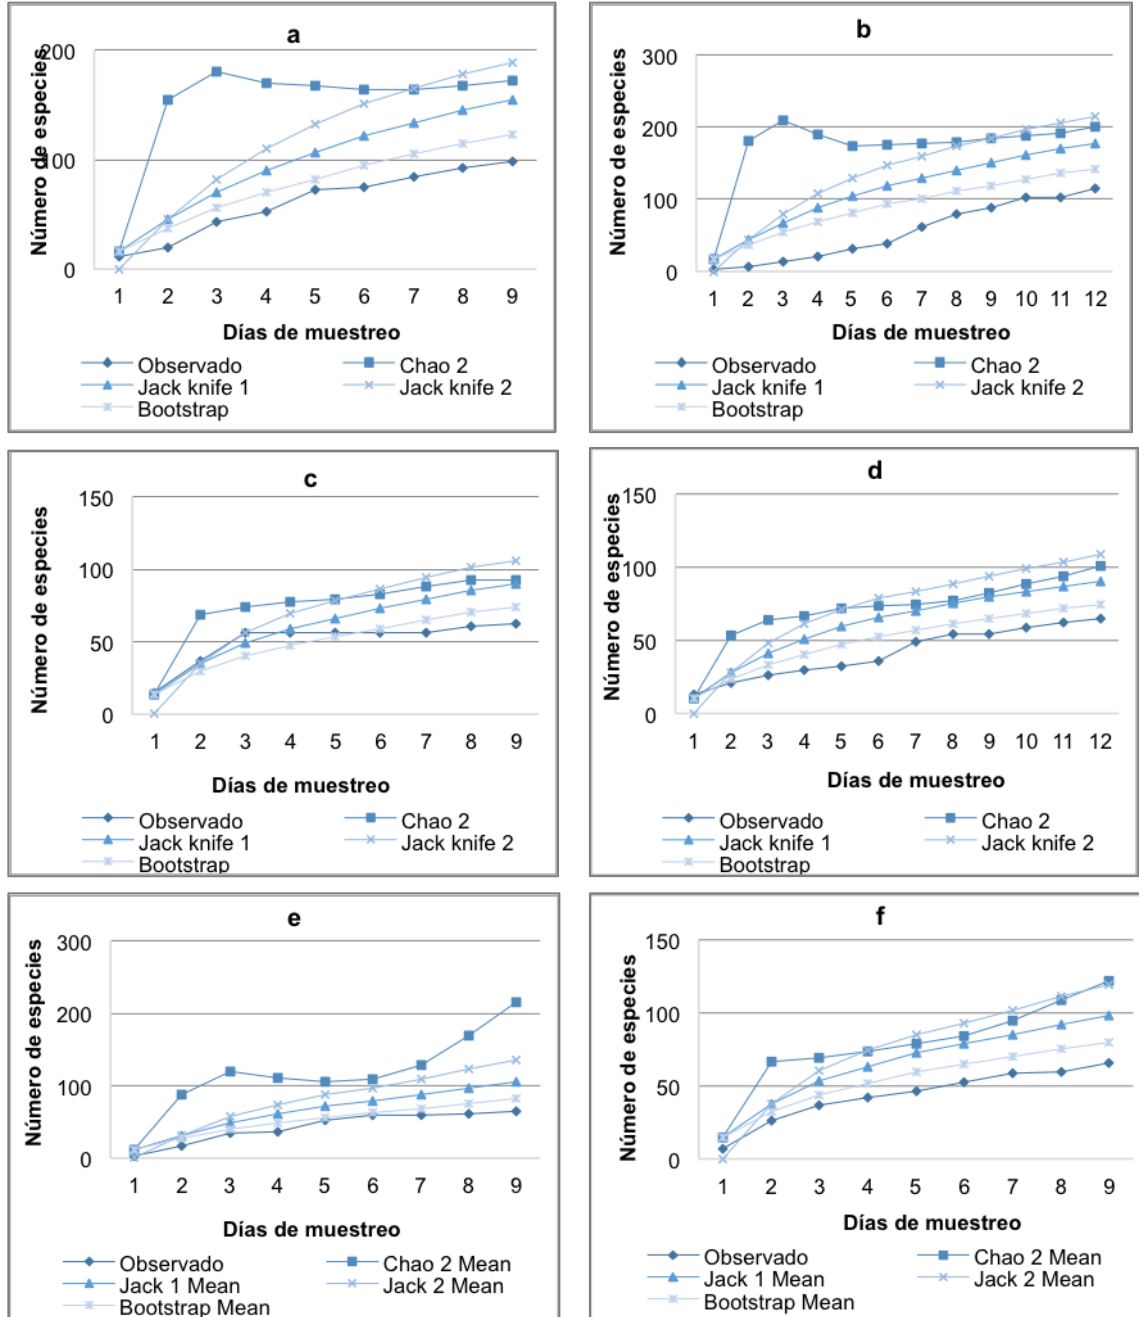 a
Número de especies
200
100
0
1 2 3 4 5 6 7 8 9
Días de muestreo
Observado Chao 2
Jack knife 1 Jack knife 2
Bootstrap
b
Número de especies
300
200
100
0
1 2 3 4 5 6 7 8 9 10 11 12
Días de muestreo
Observado Chao 2
Jack knife 1 Jack knife 2
Bootstrap
c
Número de especies
150
100
50
0
1 2 3 4 5 6 7 8 9
Días de muestreo
Observado Chao 2
Jack knife 1 Jack knife 2
Bootstrap
d
Número de especies
150
100
50
0
1 2 3 4 5 6 7 8 9 10 11 12
Días de muestreo
Observado Chao 2
Jack knife 1 Jack knife 2
Bootstrap
e
Número de especies
300
200
100
0
1 2 3 4 5 6 7 8 9
Días de muestreo
Observado Chao 2 Mean
Jack 1 Mean Jack 2 Mean
Bootstrap Mean
f
Número de especies
150
100
50
0
1 2 3 4 5 6 7 8 9
Días de muestreo
Observado Chao 2 Mean
Jack 1 Mean Jack 2 Mean
Bootstrap Mean